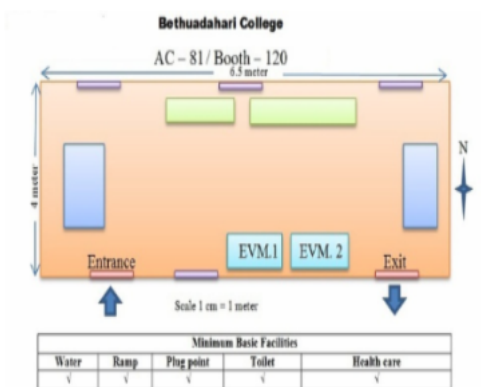 Bethuadahari College
AC – 81/ Booth – 120
6.5 meter
4 meter
N
EVM.1
EVM. 2
Entrance
Exit
Scale 1 cm = 1 meter
Minimum Basic Facilities
Water Ramp Plug point Toilet Health care
√ √ √ √ √